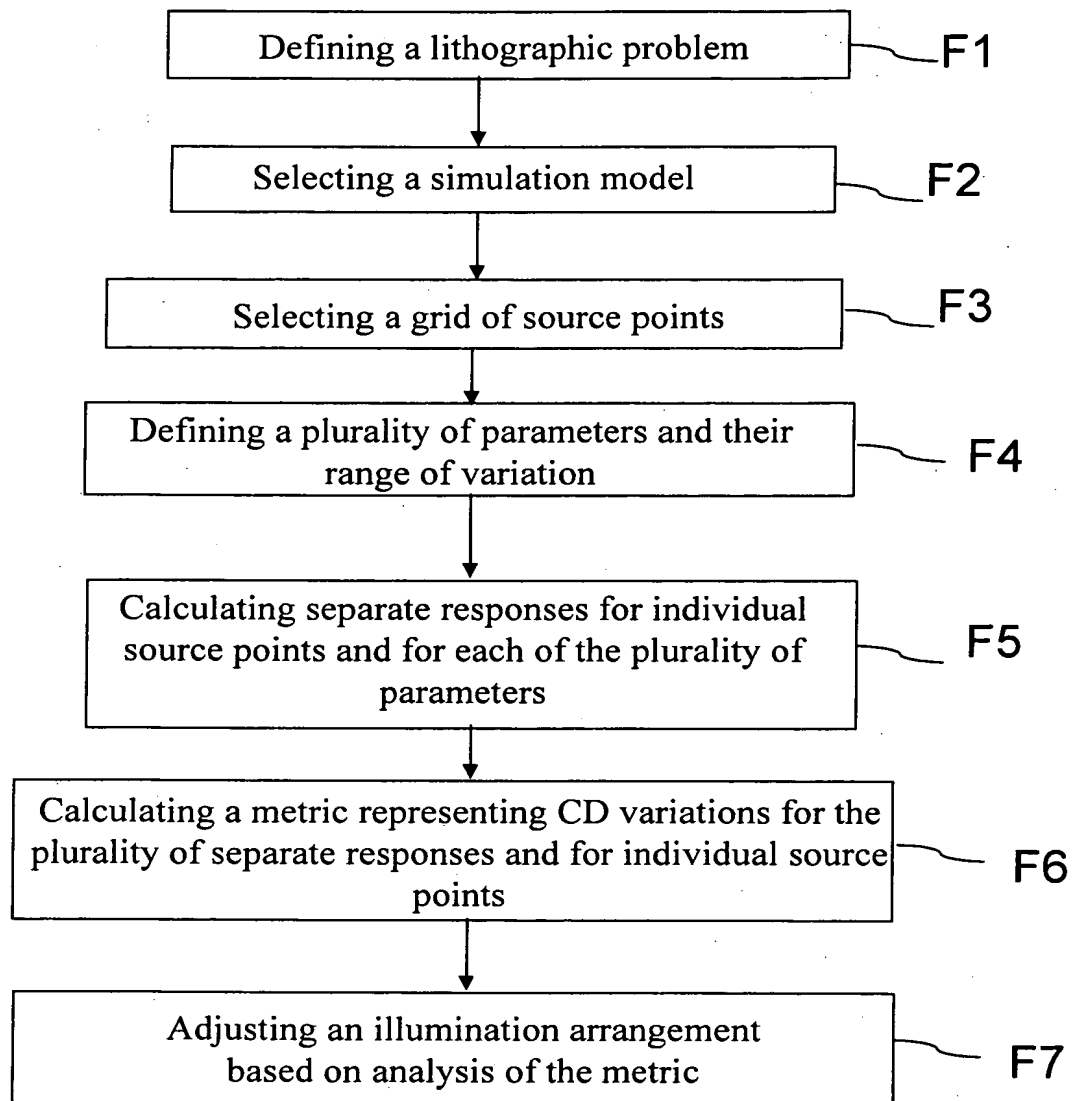 Defining a lithographic problem
F1
Selecting a simulation model
F2
Selecting a grid of source points
F3
Defining a plurality of parameters and their
range of variation
F4
Calculating separate responses for individual
source points and for each of the plurality of
parameters
F5
Calculating a metric representing CD variations for the
plurality of separate responses and for individual source
points
F6
Adjusting an illumination arrangement
based on analysis of the metric
F7